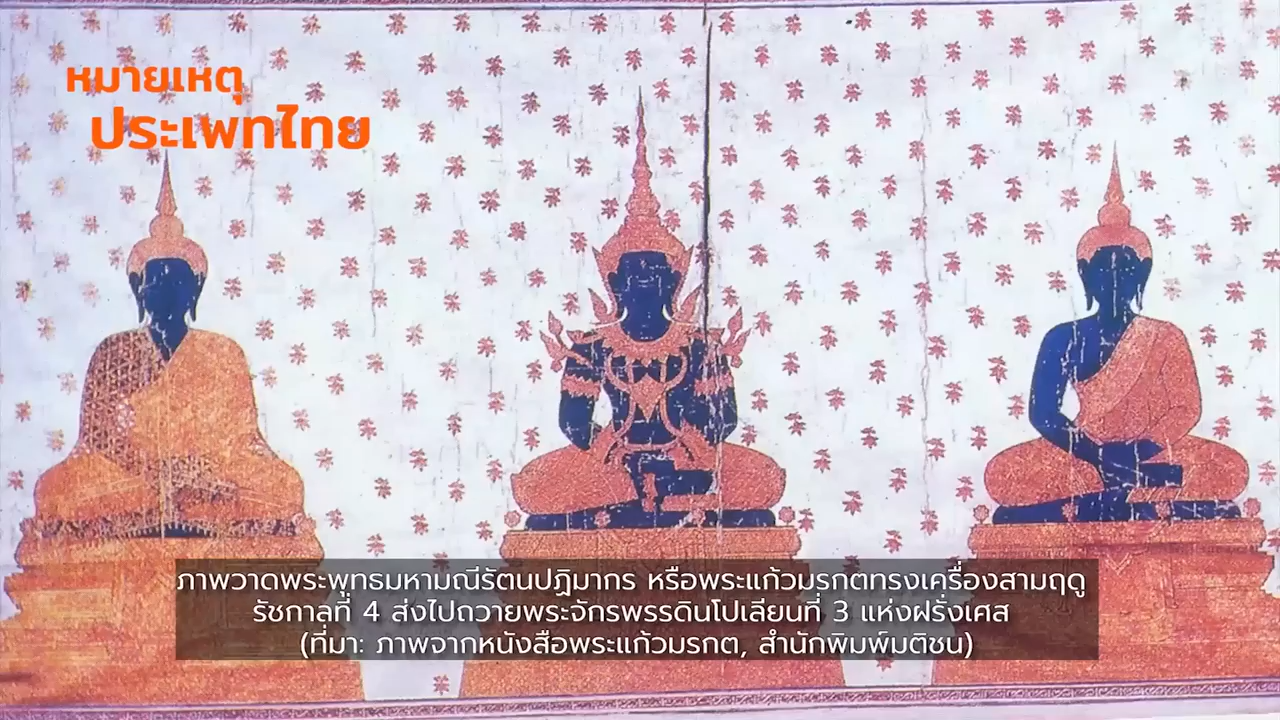 หมายเหตุ
ประเพทไทย
ภาพวาดพระพุทธมหามณีรัตนปฏิมากร หรือพระแก้วมรกตทรงเครื่องสามฤดู
รัชกาลที่ 4 ส่งไปถวายพระจักรพรรดินโปเลียนที่ 3 แห่งฝรั่งเศส
(ที่มา: ภาพจากหนังสือพระแก้วมรกต, สำนักพิมพ์มติชน)